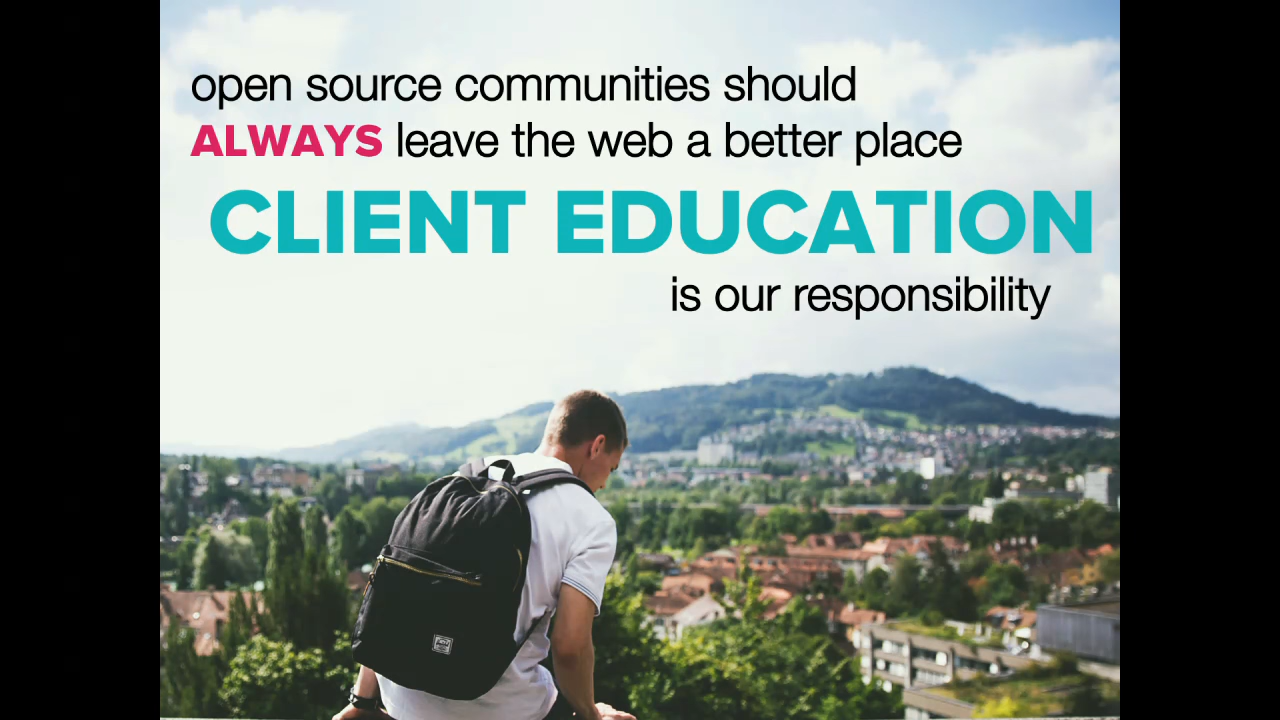 open source communities should
ALWAYS leave the web a better place
CLIENT EDUCATION
is our responsibility